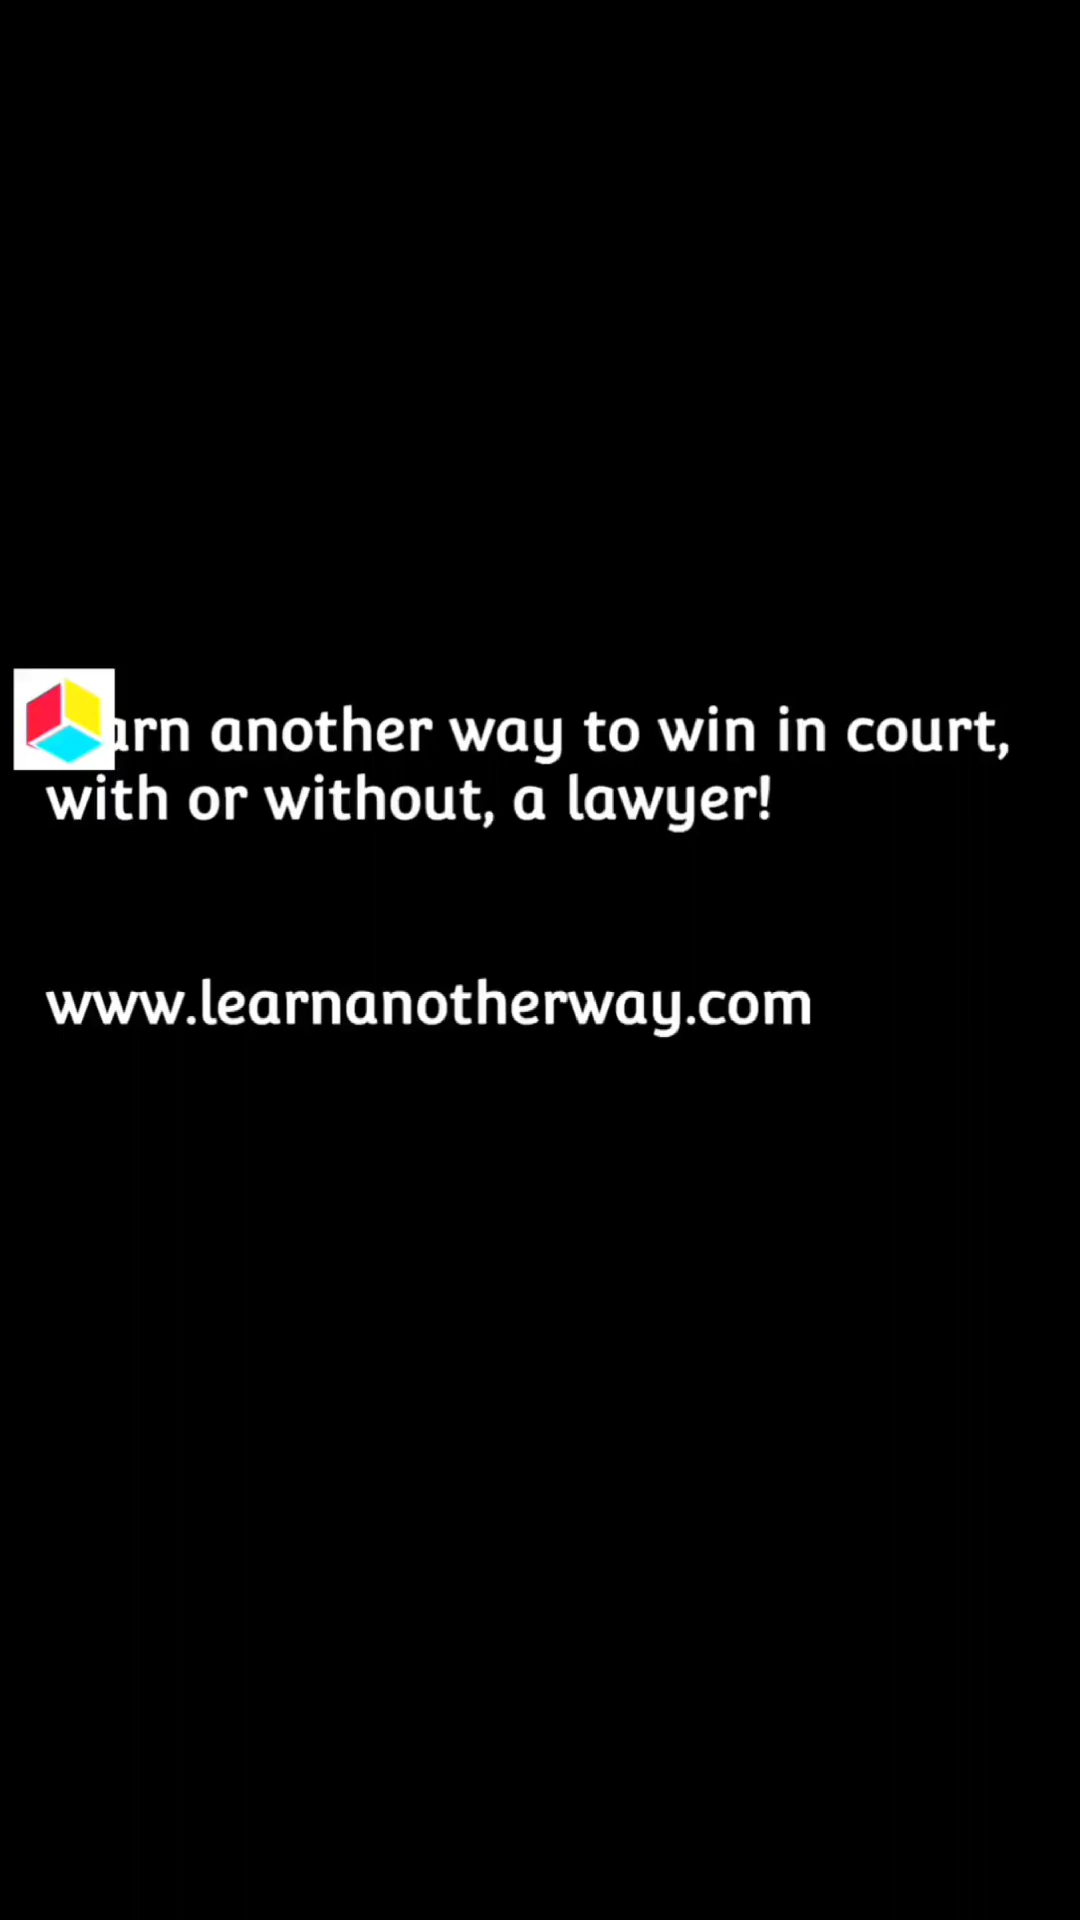 arn another way to win in court,
with or without, a lawyer!
www.learnanotherway.com